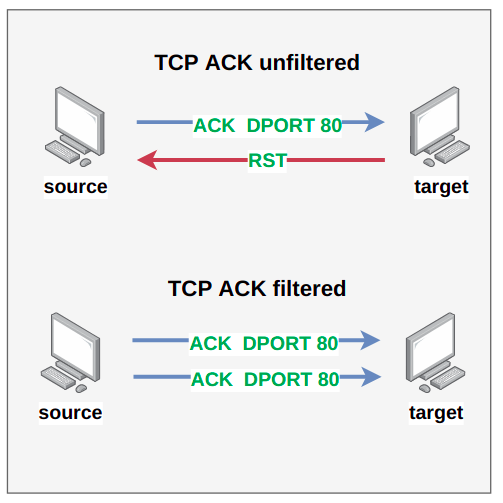 TCP ACK unfiltered
ACK DPORT 80
RST
source target
TCP ACK filtered
ACK DPORT 80
ACK DPORT 80
source target